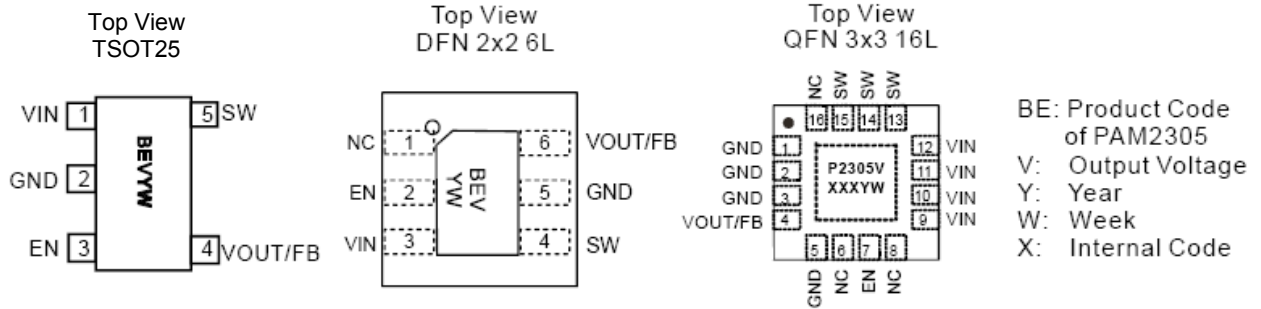 Top View
TSOT25
VIN 1
5 SW
GND 2
EN 3
4 VOUT/FB
BEVYW
Top View
DFN 2x2 6L
NC 1
6 VOUT/FB
EN 2
5 GND
VIN 3
4 SW
BEV
YW
Top View
QFN 3x3 16L
NC SW SW SW
16 15 14 13
GND 1
12 VIN
GND 2
11 VIN
GND 3
10 VIN
VOUT/FB 4
9 VIN
P2305V
XXXYW
5 6 7 8
GND NC EN NC
BE: Product Code
of PAM2305
V: Output Voltage
Y: Year
W: Week
X: Internal Code